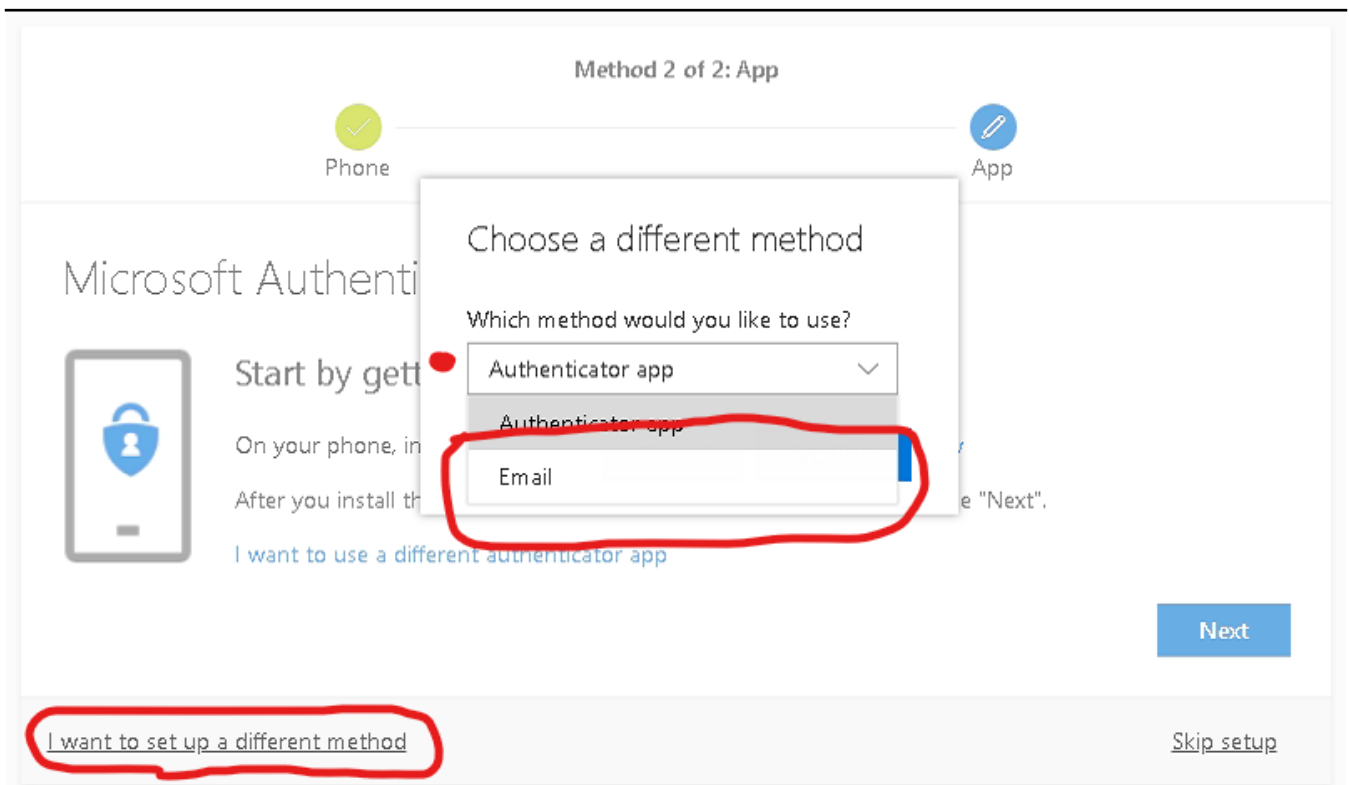 Method 2 of 2: App
Phone
App
Choose a different method
Microsoft Authenti
Which method would you like to use?
Start by gett
Authenticator app
Authenticator app
On your phone, in
Email
After you install th
e "Next".
I want to use a different authenticator app
Next
I want to set up a different method
Skip setup